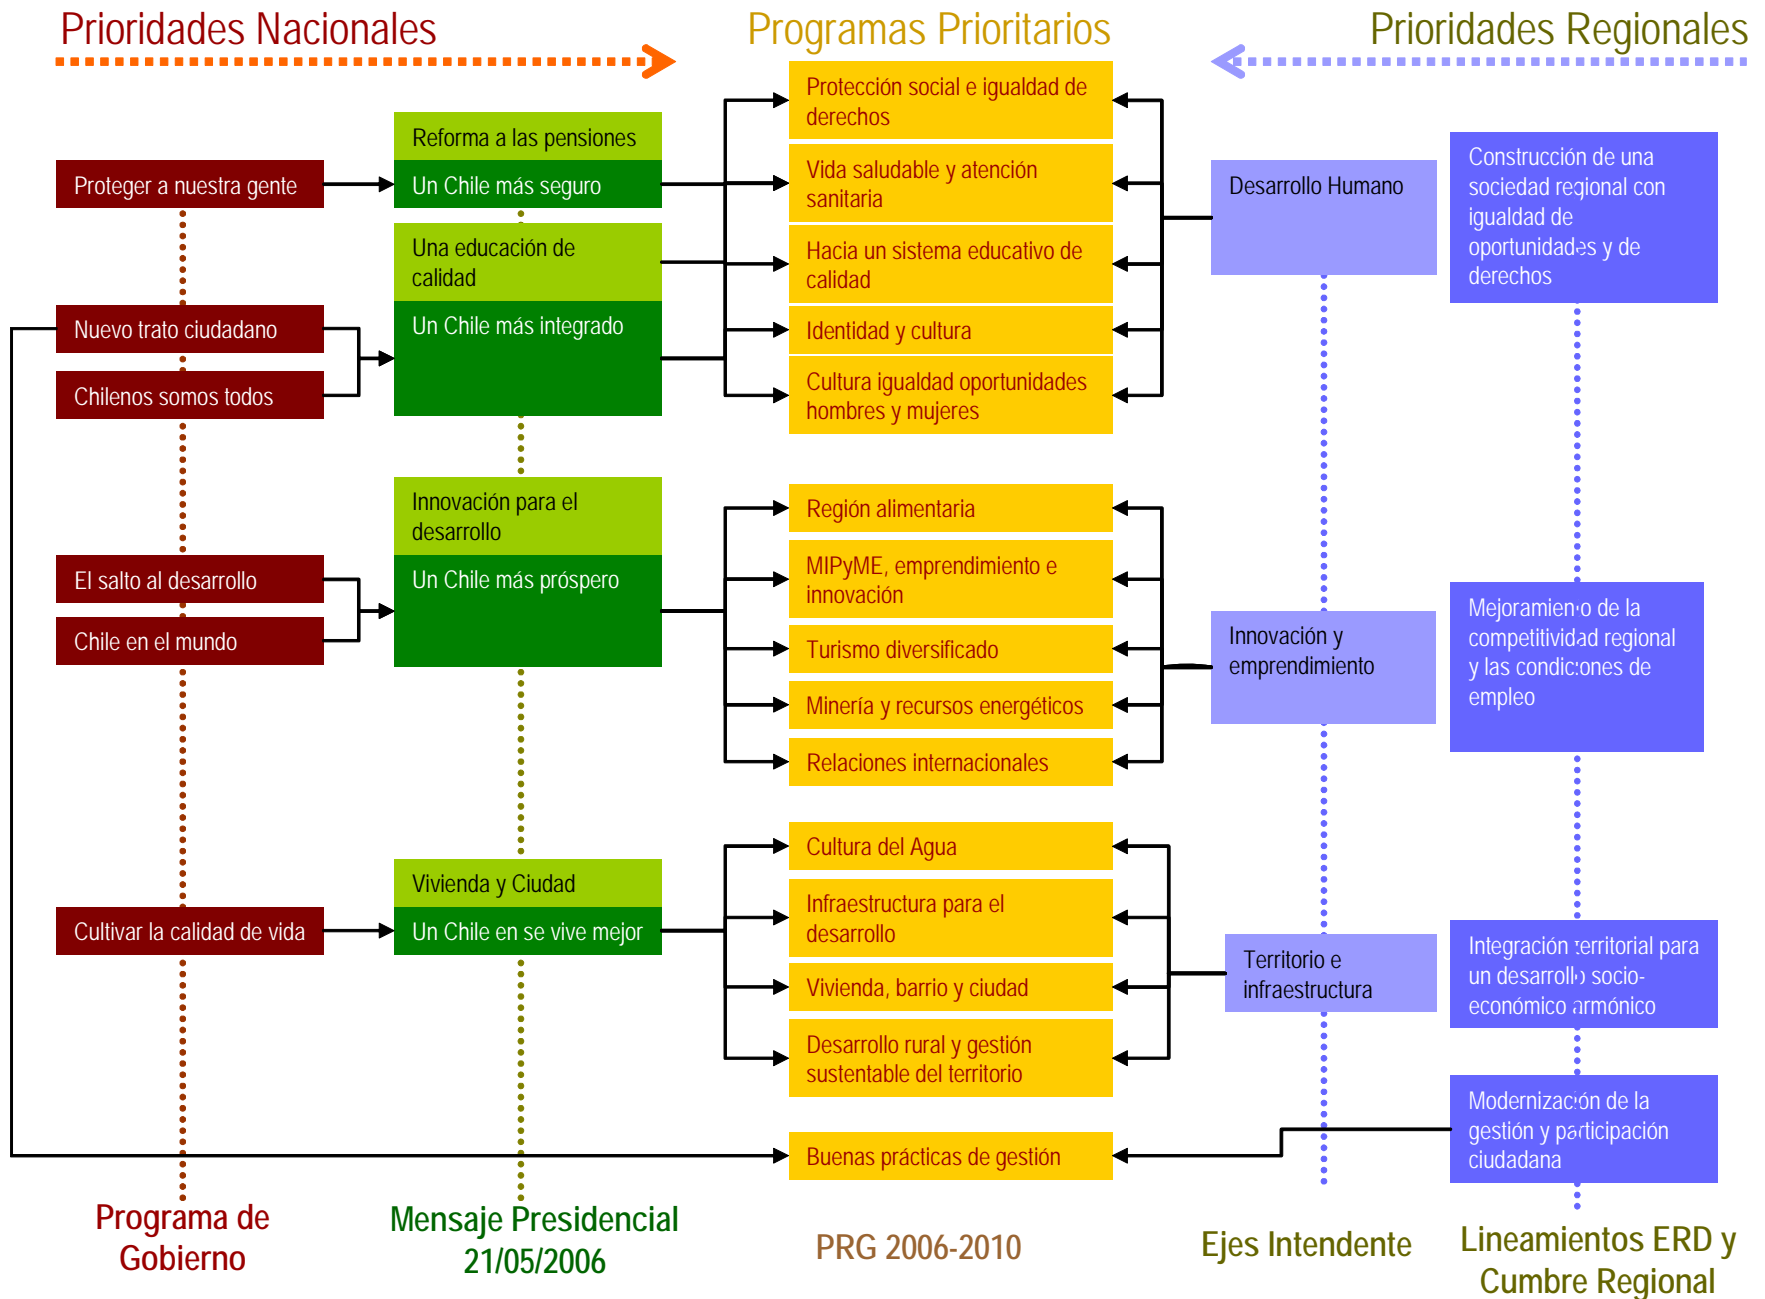 Prioridades Nacionales
Programas Prioritarios
Prioridades Regionales
Proteger a nuestra gente
Nuevo trato ciudadano
Chilenos somos todos
El salto al desarrollo
Chile en el mundo
Cultivar la calidad de vida
Programa de
Gobierno
Reforma a las pensiones
Un Chile más seguro
Una educación de
calidad
Un Chile más integrado
Innovación para el
desarrollo
Un Chile más próspero
Vivienda y Ciudad
Un Chile en se vive mejor
Mensaje Presidencial
21/05/2006
Protección social e igualdad de
derechos
Vida saludable y atención
sanitaria
Hacia un sistema educativo de
calidad
Identidad y cultura
Cultura igualdad oportunidades
hombres y mujeres
Región alimentaria
MIPyME, emprendimiento e
innovación
Turismo diversificado
Minería y recursos energéticos
Relaciones internacionales
Cultura del Agua
Infraestructura para el
desarrollo
Vivienda, barrio y ciudad
Desarrollo rural y gestión
sustentable del territorio
Buenas prácticas de gestión
PRG 2006-2010
Desarrollo Humano
Innovación y
emprendimiento
Territorio e
infraestructura
Ejes Intendente
Construcción de una
sociedad regional con
igualdad de
oportunidades y de
derechos
Mejoramiento de la
competitividad regional
y las condiciones de
empleo
Integración territorial para
un desarrollo socio-
económico armónico
Modernización de la
gestión y participación
ciudadana
Lineamientos ERD y
Cumbre Regional